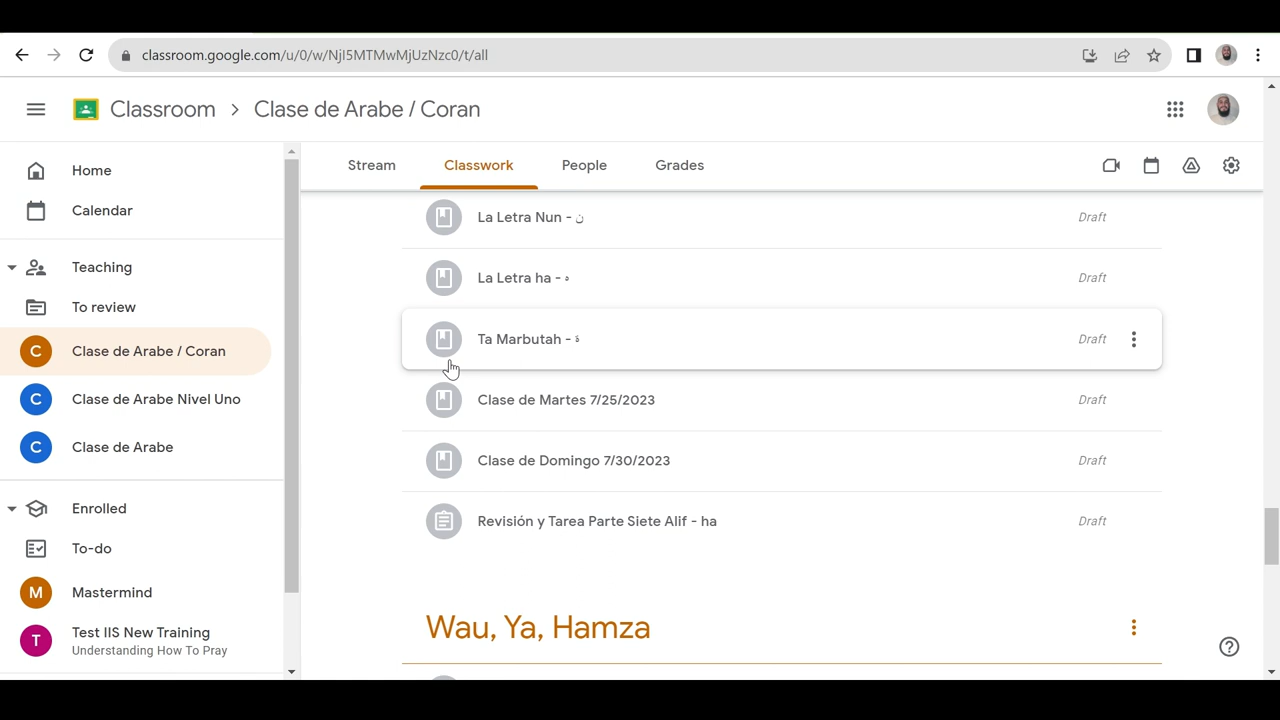 classroom.google.com/u/0/w/NjI5MTMwMjUzNzc0/t/all
Classroom > Clase de Arabe / Coran
Home
Calendar
Teaching
To review
C Clase de Arabe / Coran
C Clase de Arabe Nivel Uno
C Clase de Arabe
Enrolled
To-do
M Mastermind
T Test IIS New Training
Understanding How To Pray
Stream Classwork People Grades
La Letra Nun - ن Draft
La Letra ha - ه Draft
Ta Marbutah - ة Draft
Clase de Martes 7/25/2023 Draft
Clase de Domingo 7/30/2023 Draft
Revisión y Tarea Parte Siete Alif - ha Draft
Wau, Ya, Hamza